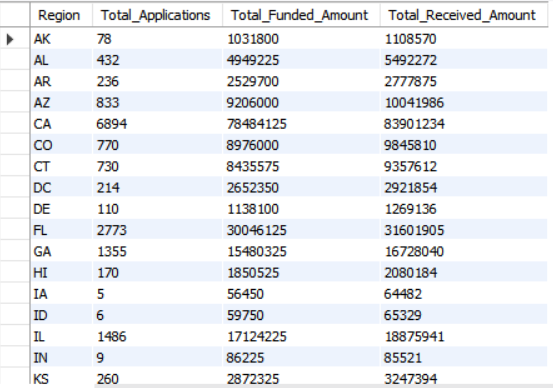 Region Total_Applications Total_Funded_Amount Total_Received_Amount
AK 78 1031800 1108570
AL 432 4949225 5492272
AR 236 2529700 2777875
AZ 833 9206000 10041986
CA 6894 78484125 83901234
CO 770 8976000 9845810
CT 730 8435575 9357612
DC 214 2652350 2921854
DE 110 1138100 1269136
FL 2773 30046125 31601905
GA 1355 15480325 16728040
HI 170 1850525 2080184
IA 5 56450 64482
ID 6 59750 65329
IL 1486 17124225 18875941
IN 9 86225 85521
KS 260 2872325 3247394